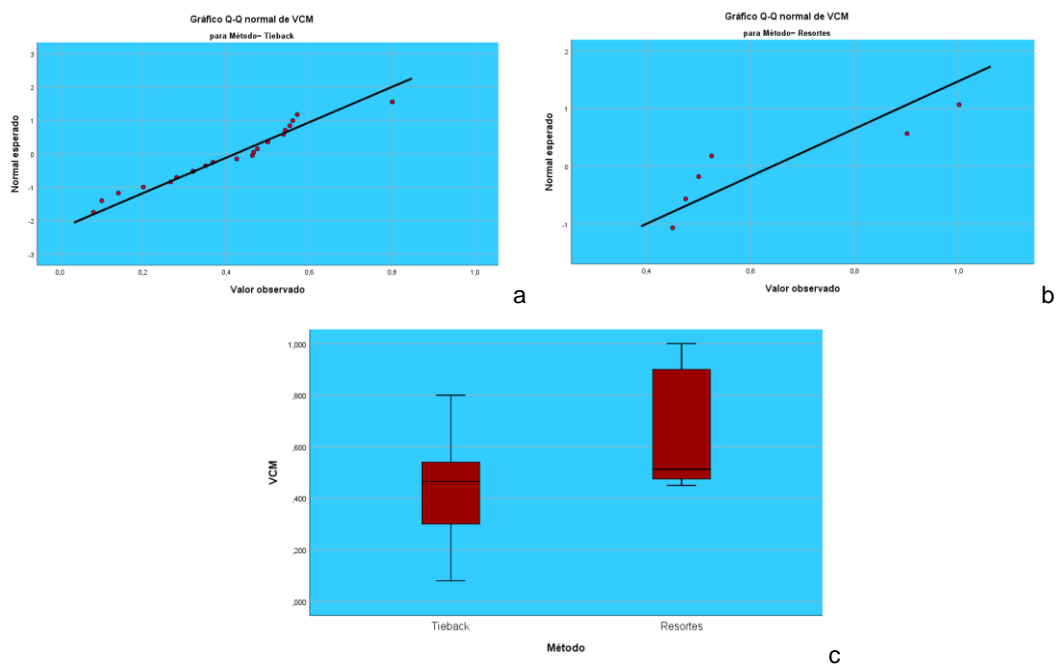 Gráfico Q-Q normal de VCM
para Método– Tieback
Normal esperado
3
2
1
0
-1
-2
-3
0,0 0,2 0,4 0,6 0,8 1,0
Valor observado
a
Gráfico Q-Q normal de VCM
para Método– Resortes
Normal esperado
2
1
0
-1
0,4 0,6 0,8 1,0
Valor observado
b
VCM
1,000
,800
,600
,400
,200
,000
Tieback Resortes
Método
c